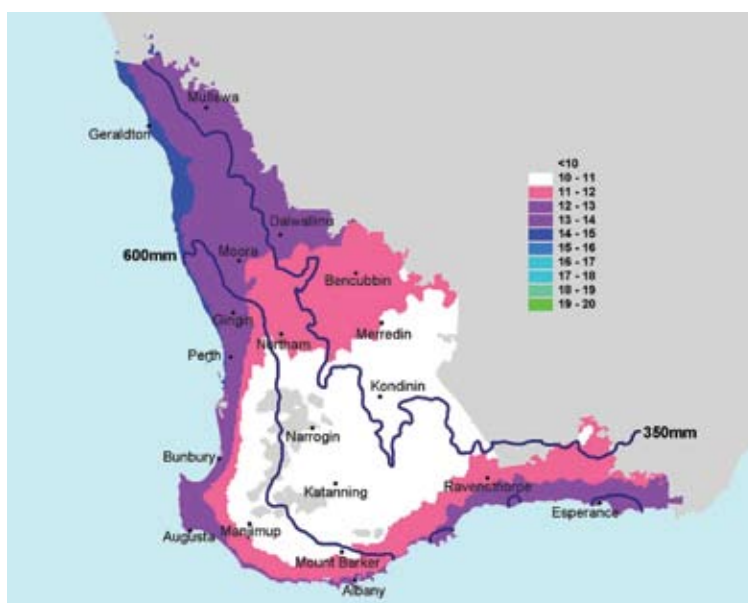 Mullewa
Geraldton
Dalwallinu
600mm
Moora
Bencubbin
Gingin
Northam
Merredin
Perth
Kondinin
Narrogin
Bunbury
Katanning
Ravensthorpe
350mm
Augusta
Manjimup
Esperance
Mount Barker
Albany
<10
10 - 11
11 - 12
12 - 13
13 - 14
14 - 15
15 - 16
16 - 17
17 - 18
18 - 19
19 - 20